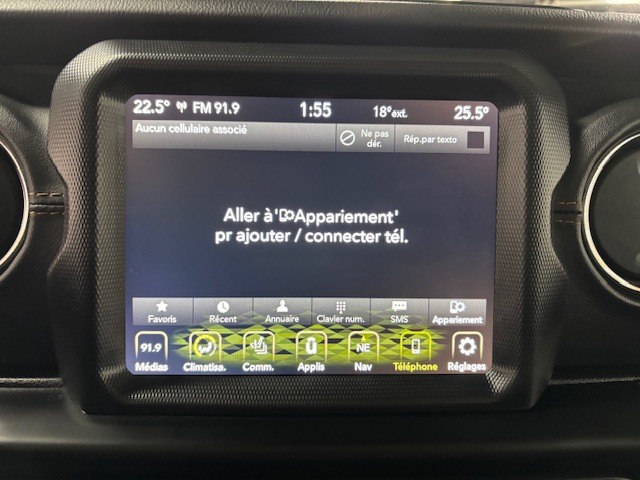 22.5° FM 91.9 1:55 18°ext. 25.5°
Aucun cellulaire associé
Ne pas
dér.
Rép.par texto
Aller à 'Appariement'
pr ajouter / connecter tél.
Favoris Récent Annuaire Clavier num. SMS Appariement
91.9 NE
Médias Climatisa. Comm. Applis Nav Téléphone Réglages